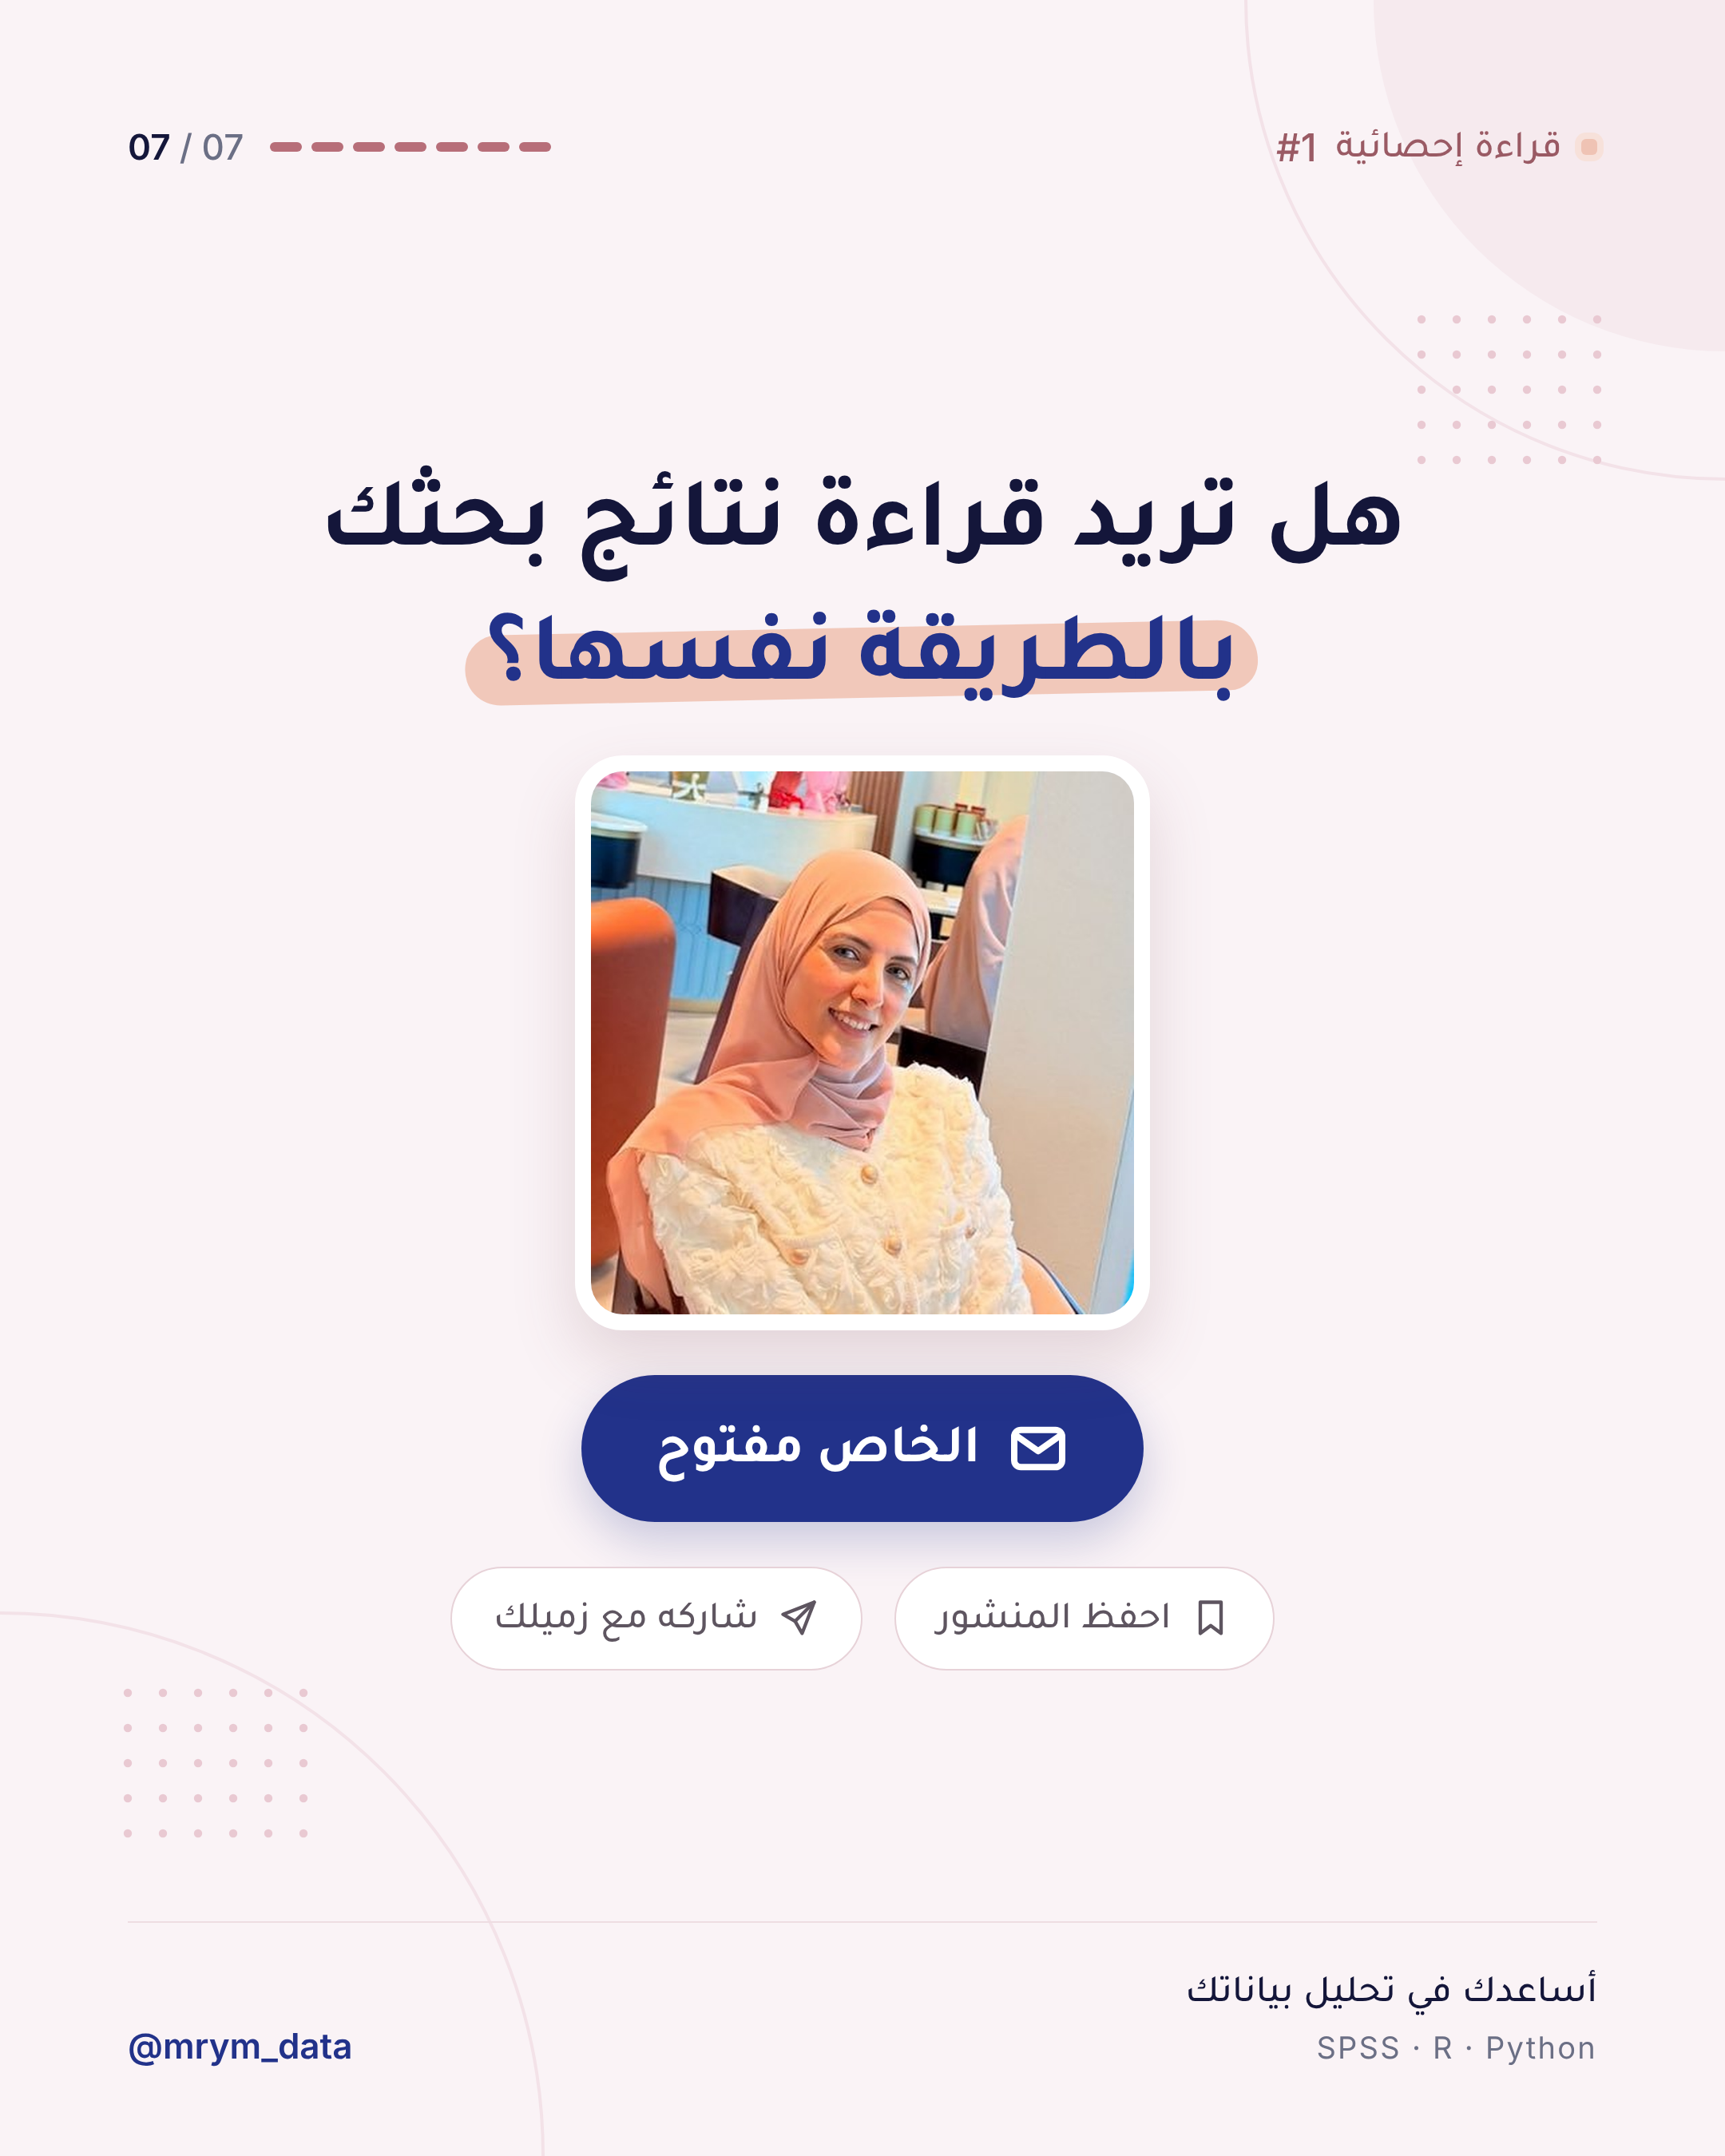 قراءة إحصائية #1
07 / 07
هل تريد قراءة نتائج بحثك
بالطريقة نفسها؟
الخاص مفتوح
احفظ المنشور
شاركه مع زميلك
أساعدك في تحليل بياناتك
SPSS · R · Python
@mrym_data